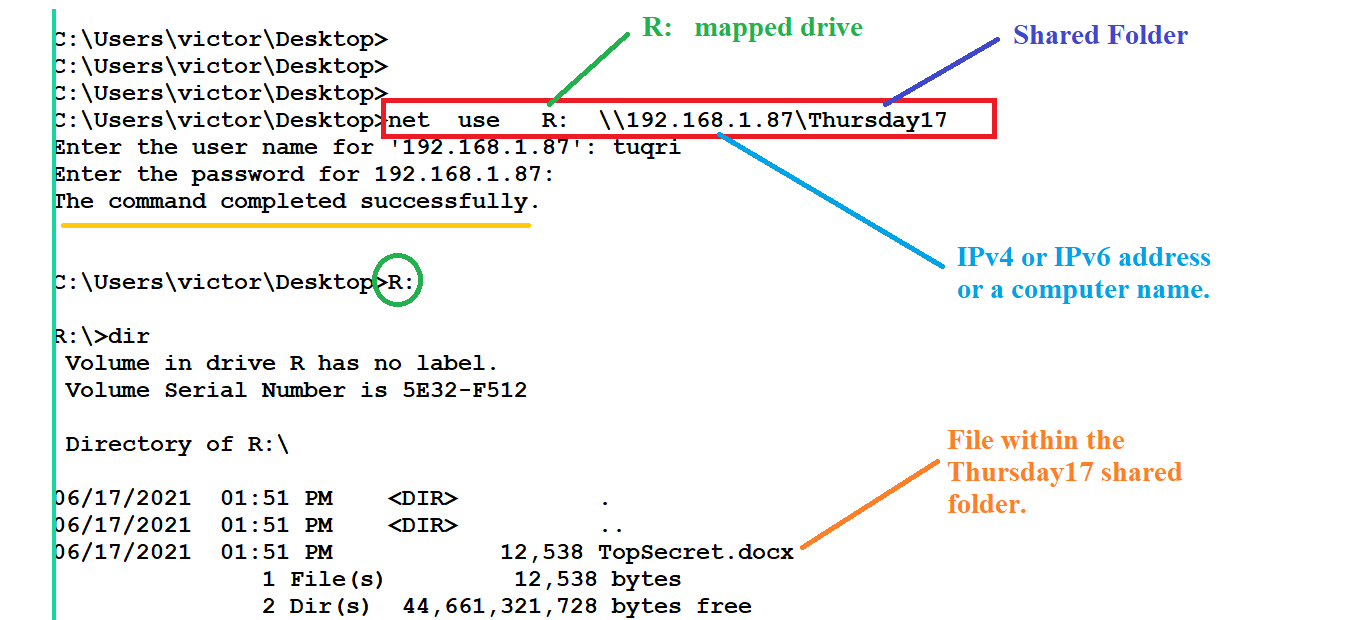 R: mapped drive
Shared Folder
C:\Users\victor\Desktop>
C:\Users\victor\Desktop>
C:\Users\victor\Desktop>
C:\Users\victor\Desktop>net use R: \\192.168.1.87\Thursday17
Enter the user name for '192.168.1.87': tuqri
Enter the password for 192.168.1.87:
The command completed successfully.
IPv4 or IPv6 address
or a computer name.
C:\Users\victor\Desktop>R:
R:\>dir
Volume in drive R has no label.
Volume Serial Number is 5E32-F512
Directory of R:\
File within the
Thursday17 shared
folder.
06/17/2021 01:51 PM <DIR> .
06/17/2021 01:51 PM <DIR> ..
06/17/2021 01:51 PM 12,538 TopSecret.docx
1 File(s) 12,538 bytes
2 Dir(s) 44,661,321,728 bytes free